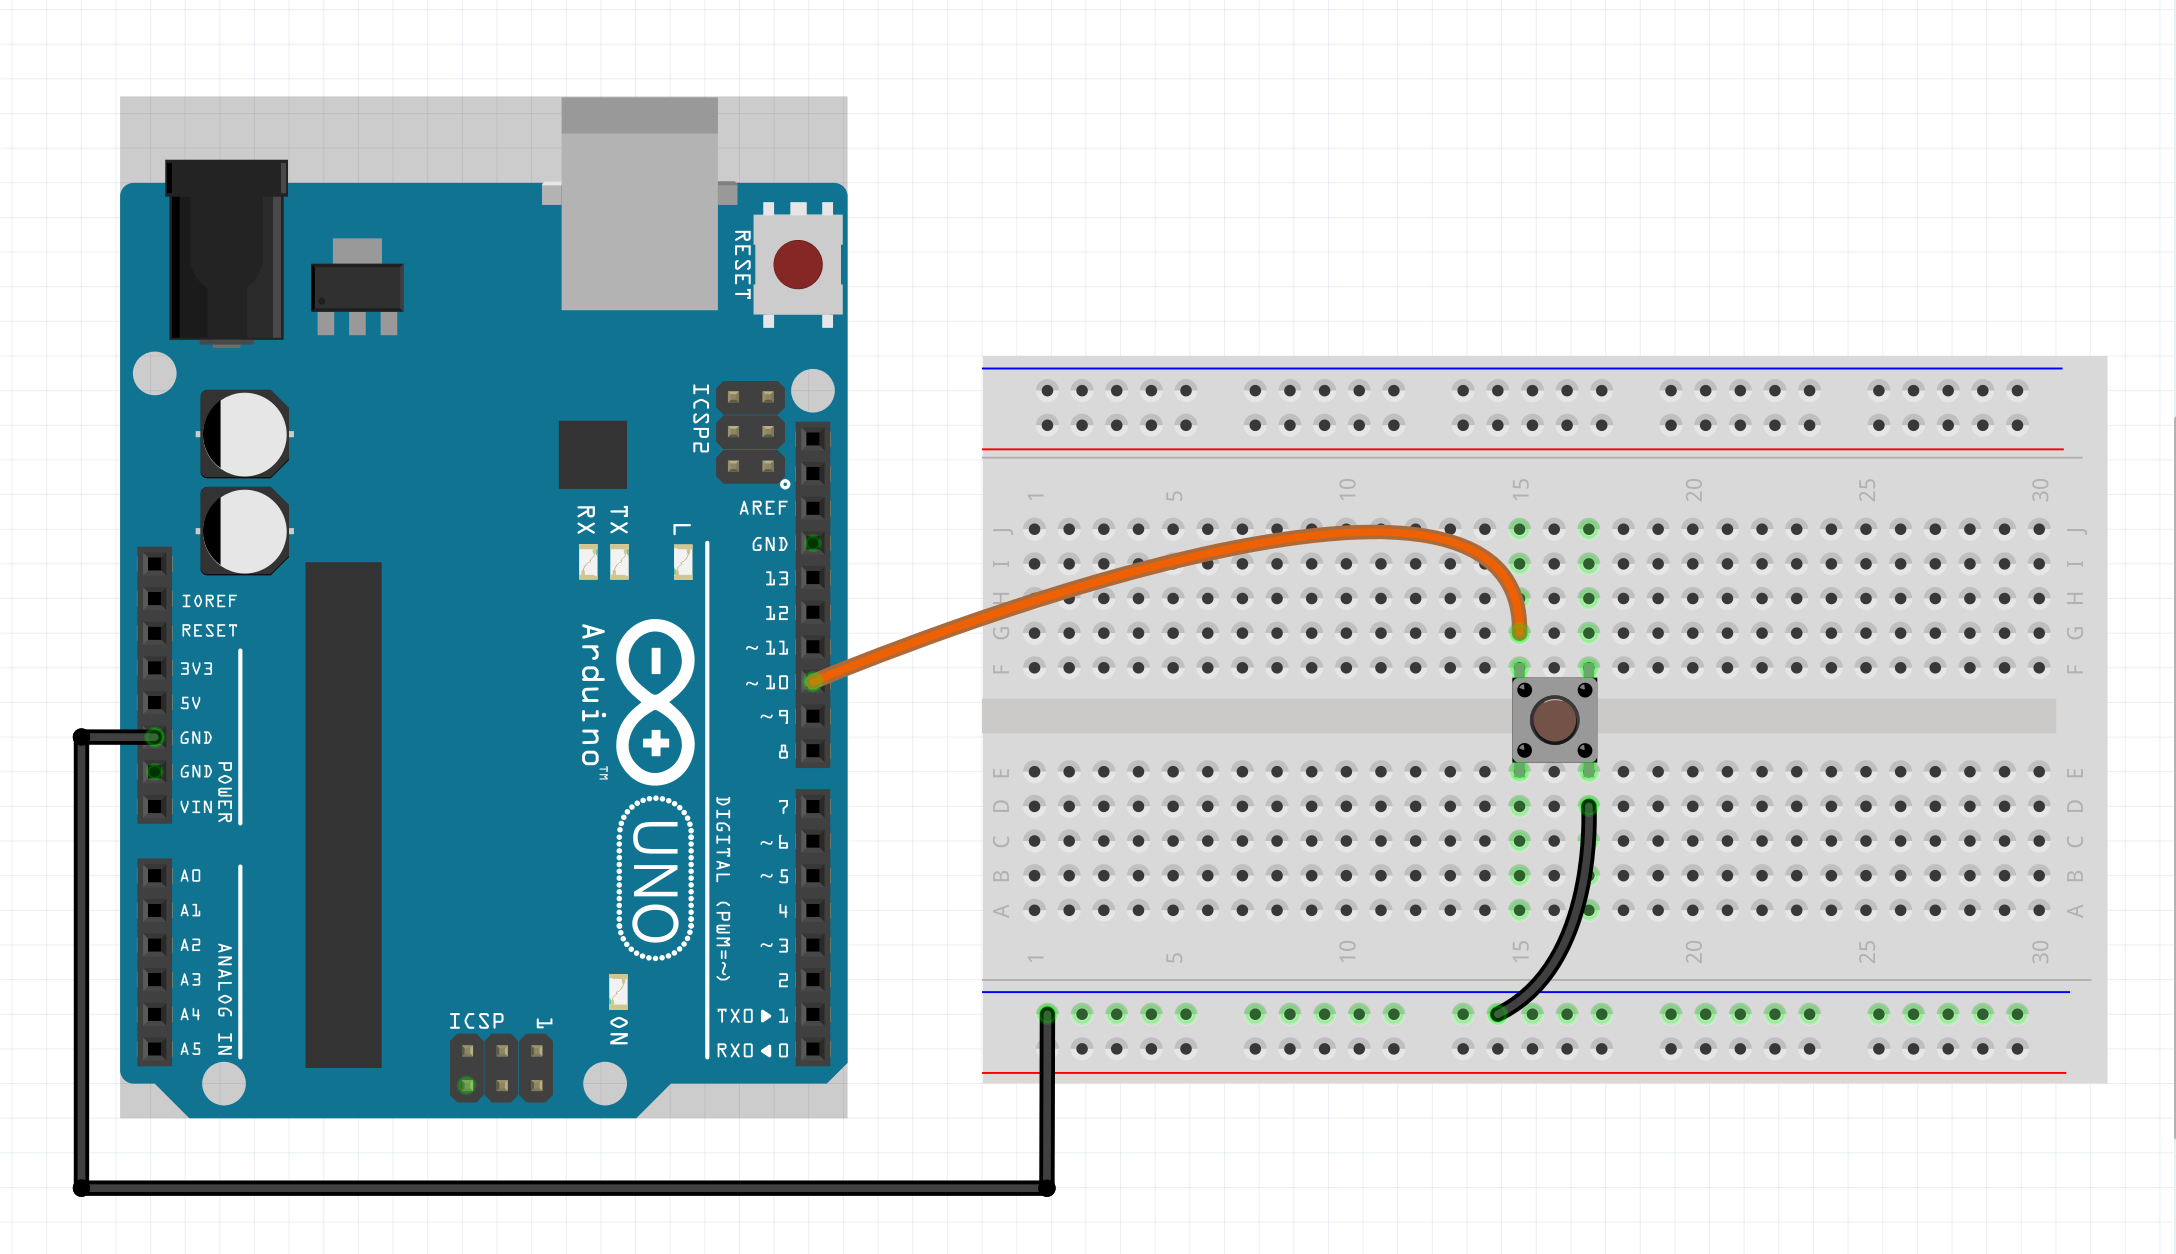 RESET
ICSP2
AREF
GND
RX
TX
L
13
12
~11
~10
~9
8
IOREF
RESET
3V3
5V
GND
GND
VIN
POWER
Arduino™
UNO
DIGITAL (PWM=~)
7
~6
~5
4
~3
2
TX0▶1
RX0◀0
A0
A1
A2
A3
A4
A5
ANALOG IN
ON
ICSP
1
1 5 10 15 20 25 30
J J
I I
H H
G G
F F
E E
D D
C C
B B
A A
1 5 10 15 20 25 30